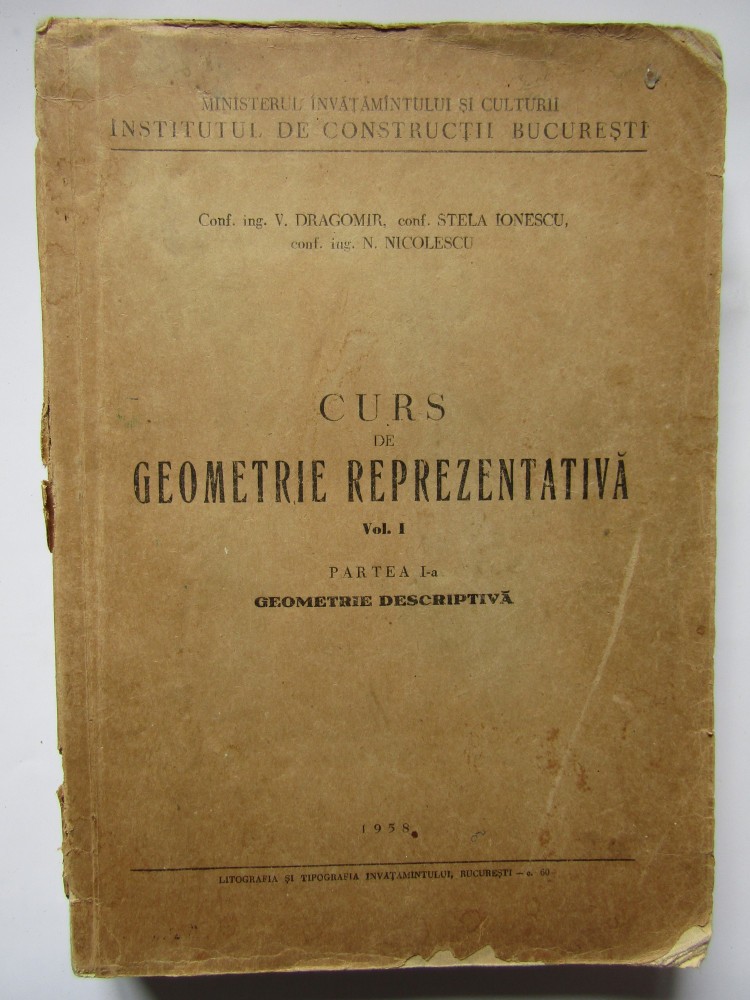 MINISTERUL ÎNVĂȚĂMÎNTULUI ȘI CULTURII
INSTITUTUL DE CONSTRUCȚII BUCUREȘTI
Conf. ing. V. DRAGOMIR, conf. STELA IONESCU,
conf. ing. N. NICOLESCU
CURS
DE
GEOMETRIE REPREZENTATIVĂ
Vol. I
PARTEA I-a
GEOMETRIE DESCRIPTIVĂ
1958
LITOGRAFIA ȘI TIPOGRAFIA ÎNVĂȚĂMÎNTULUI, BUCUREȘTI – c. 60